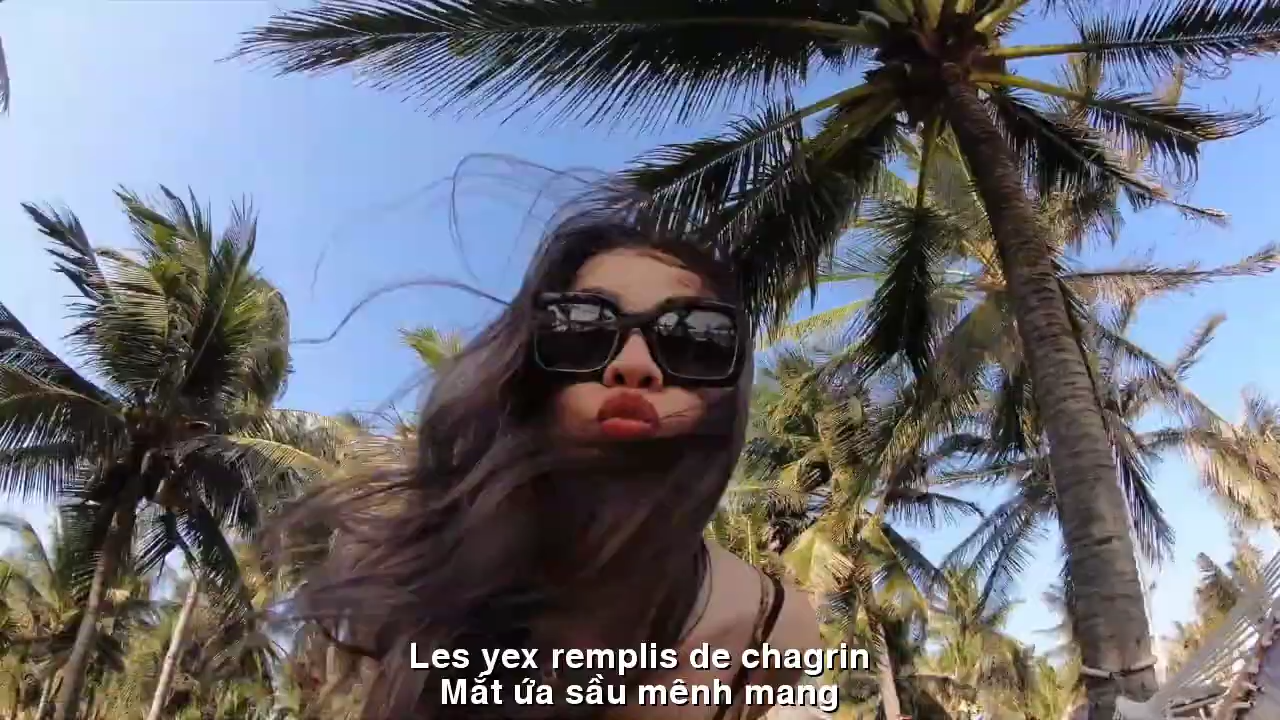 Les yex remplis de chagrin
Mắt ứa sầu mênh mang